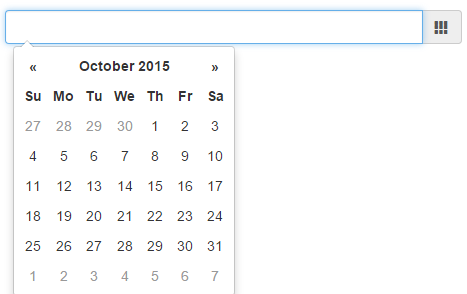 « October 2015 »
Su Mo Tu We Th Fr Sa
27 28 29 30 1 2 3
4 5 6 7 8 9 10
11 12 13 14 15 16 17
18 19 20 21 22 23 24
25 26 27 28 29 30 31
1 2 3 4 5 6 7